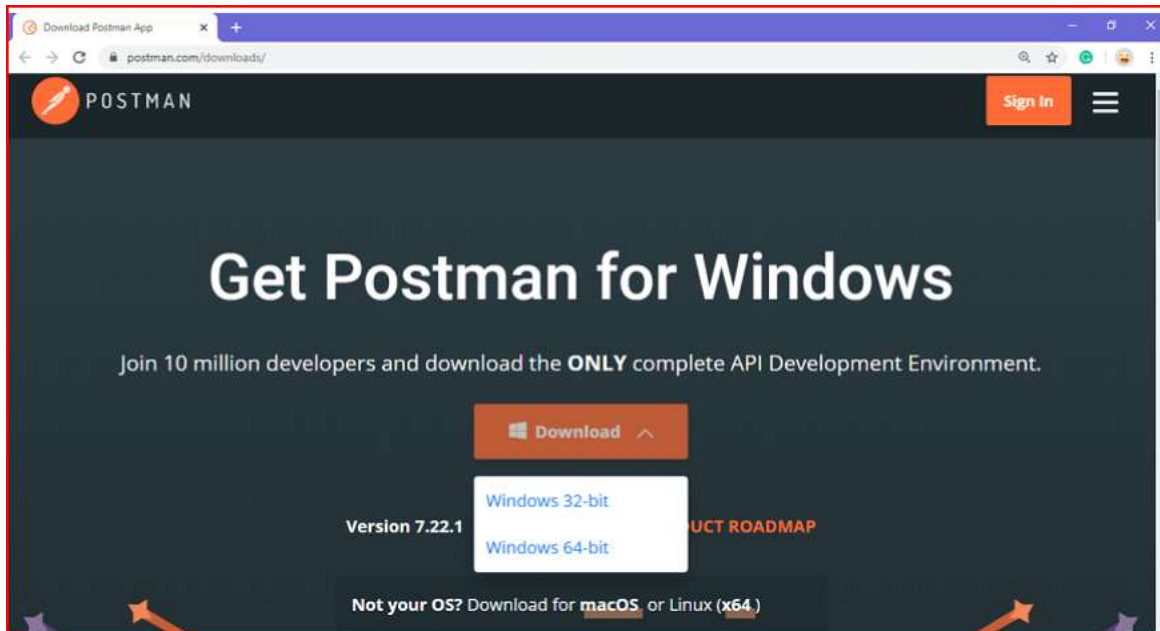 Download Postman App
postman.com/downloads/
POSTMAN
Sign In
Get Postman for Windows
Join 10 million developers and download the ONLY complete API Development Environment.
Download
Windows 32-bit
Version 7.22.1 UCT ROADMAP
Windows 64-bit
Not your OS? Download for macOS or Linux (x64)